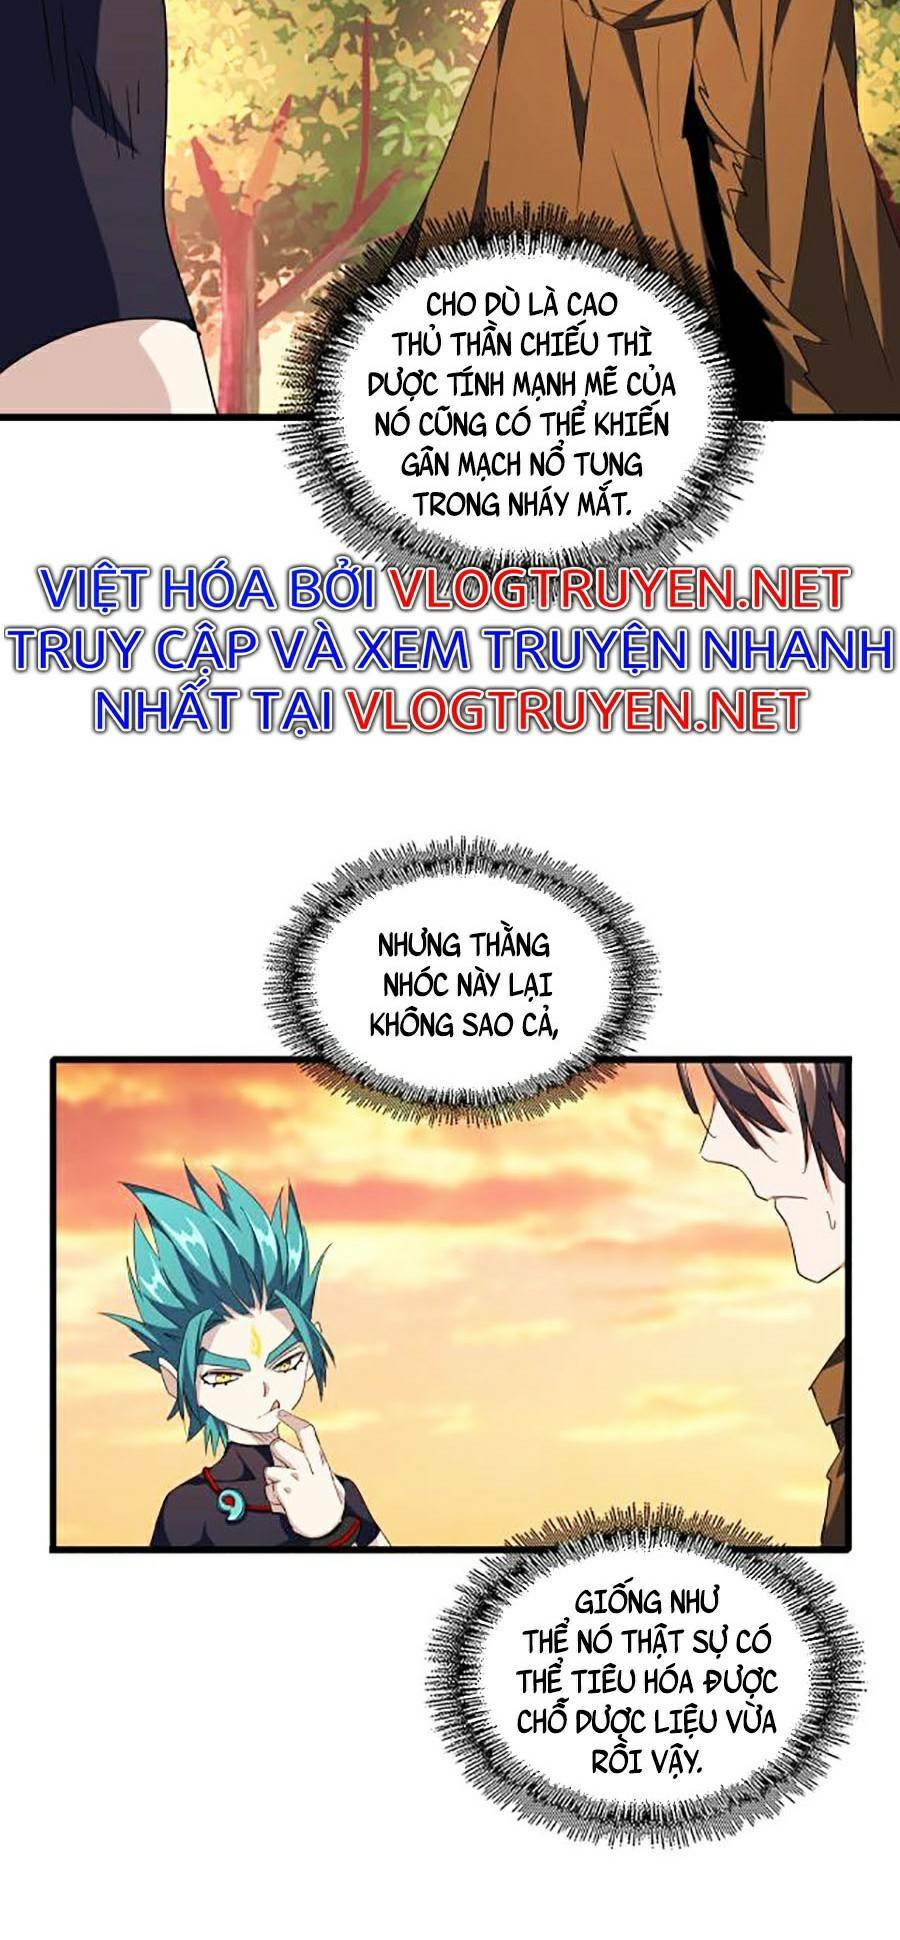 CHO DÙ LÀ CAO
THỦ THẦN CHIẾU THÌ
DƯỢC TÍNH MẠNH MẼ CỦA
NÓ CŨNG CÓ THỂ KHIẾN
GÂN MẠCH NỔ TUNG
TRONG NHÁY MẮT.
VIỆT HÓA BỞI VLOGTRUYEN.NET
TRUY CẬP VÀ XEM TRUYỆN NHANH
NHẤT TẠI VLOGTRUYEN.NET
NHƯNG THẰNG
NHÓC NÀY LẠI
KHÔNG SAO CẢ,
GIỐNG NHƯ
THỂ NÓ THẬT SỰ CÓ
THỂ TIÊU HÓA ĐƯỢC
CHỖ DƯỢC LIỆU VỪA
RỒI VẬY.